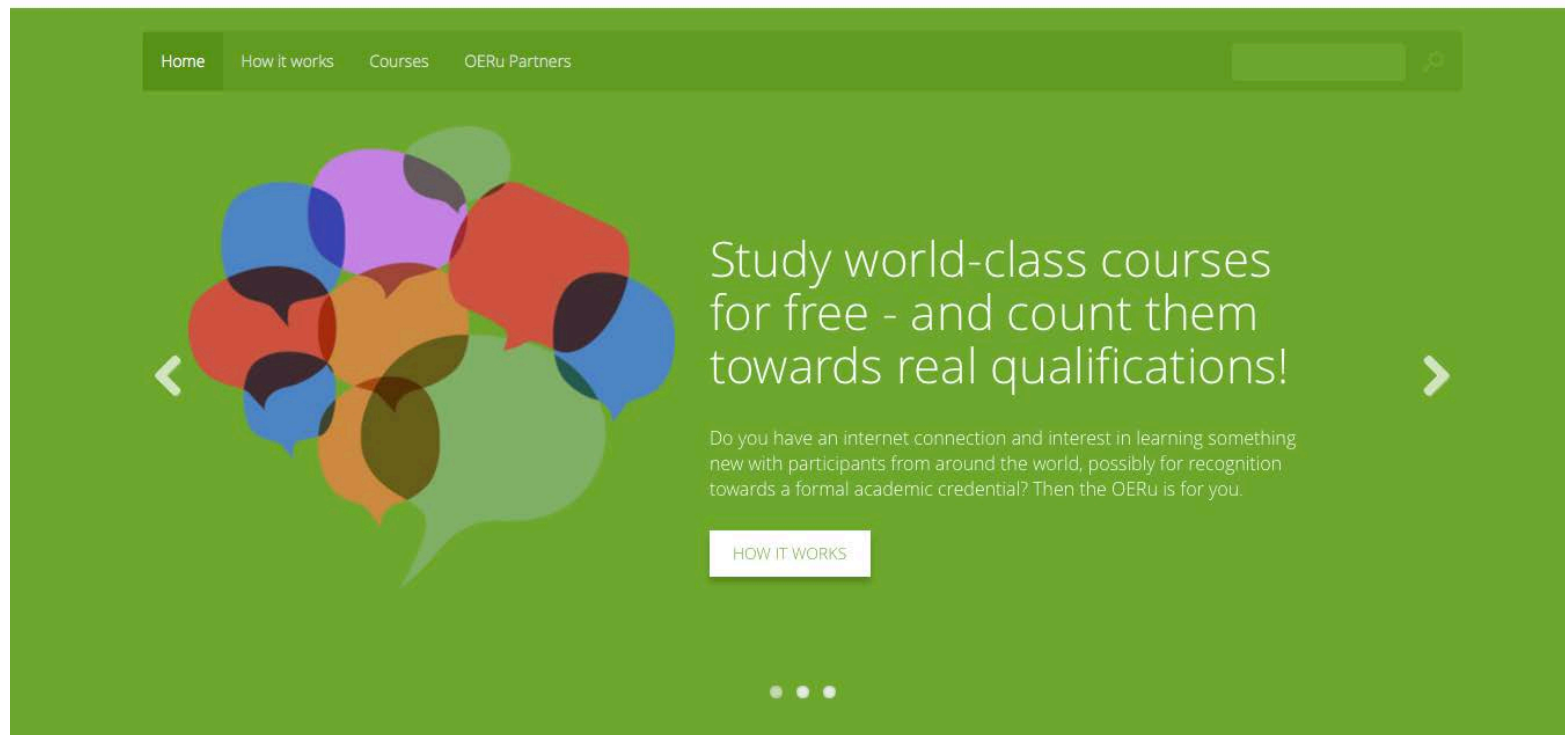 Home How it works Courses OERu Partners
Study world-class courses
for free - and count them
towards real qualifications!
Do you have an internet connection and interest in learning something
new with participants from around the world, possibly for recognition
towards a formal academic credential? Then the OERu is for you.
HOW IT WORKS